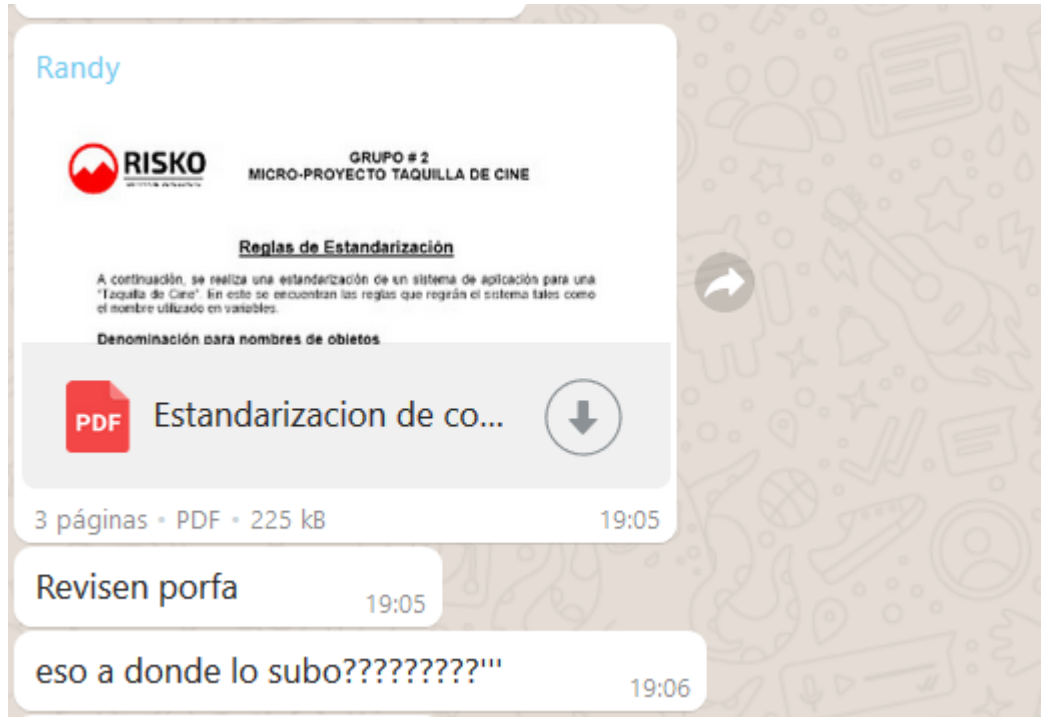 Randy
RISKO
GRUPO # 2
MICRO-PROYECTO TAQUILLA DE CINE
Reglas de Estandarización
A continuación, se realiza una estandarización de un sistema de aplicación para una
"Taquilla de Cine". En este se encuentran las reglas que regrán el sistema tales como
el nombre utilizado en variables.
Denominación para nombres de objetos
PDF
Estandarizacion de co...
3 páginas • PDF • 225 kB
19:05
Revisen porfa
19:05
eso a donde lo subo?????????'''
19:06